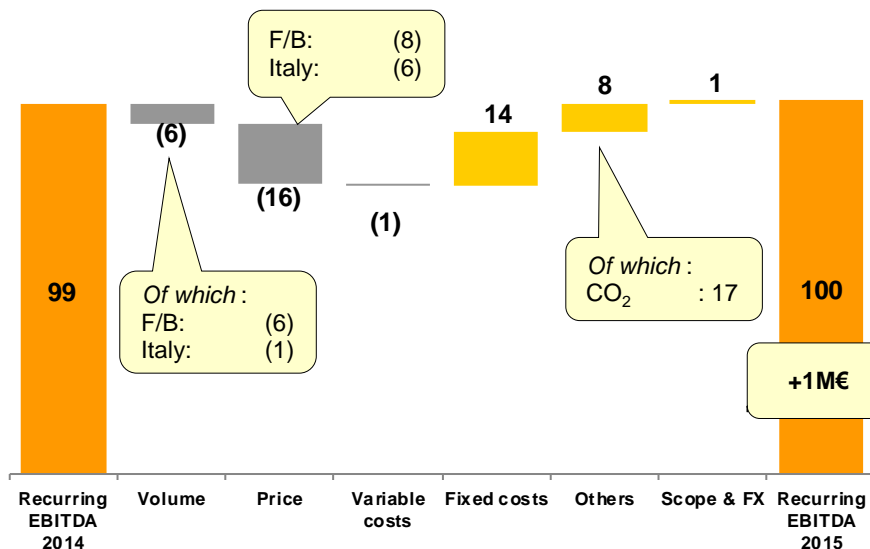 F/B: (8)
Italy: (6)
(6)
(16)
(1)
14
8
1
99
Of which :
F/B: (6)
Italy: (1)
Of which :
CO₂ : 17
100
+1M€
Recurring EBITDA 2014
Volume
Price
Variable costs
Fixed costs
Others
Scope & FX
Recurring EBITDA 2015